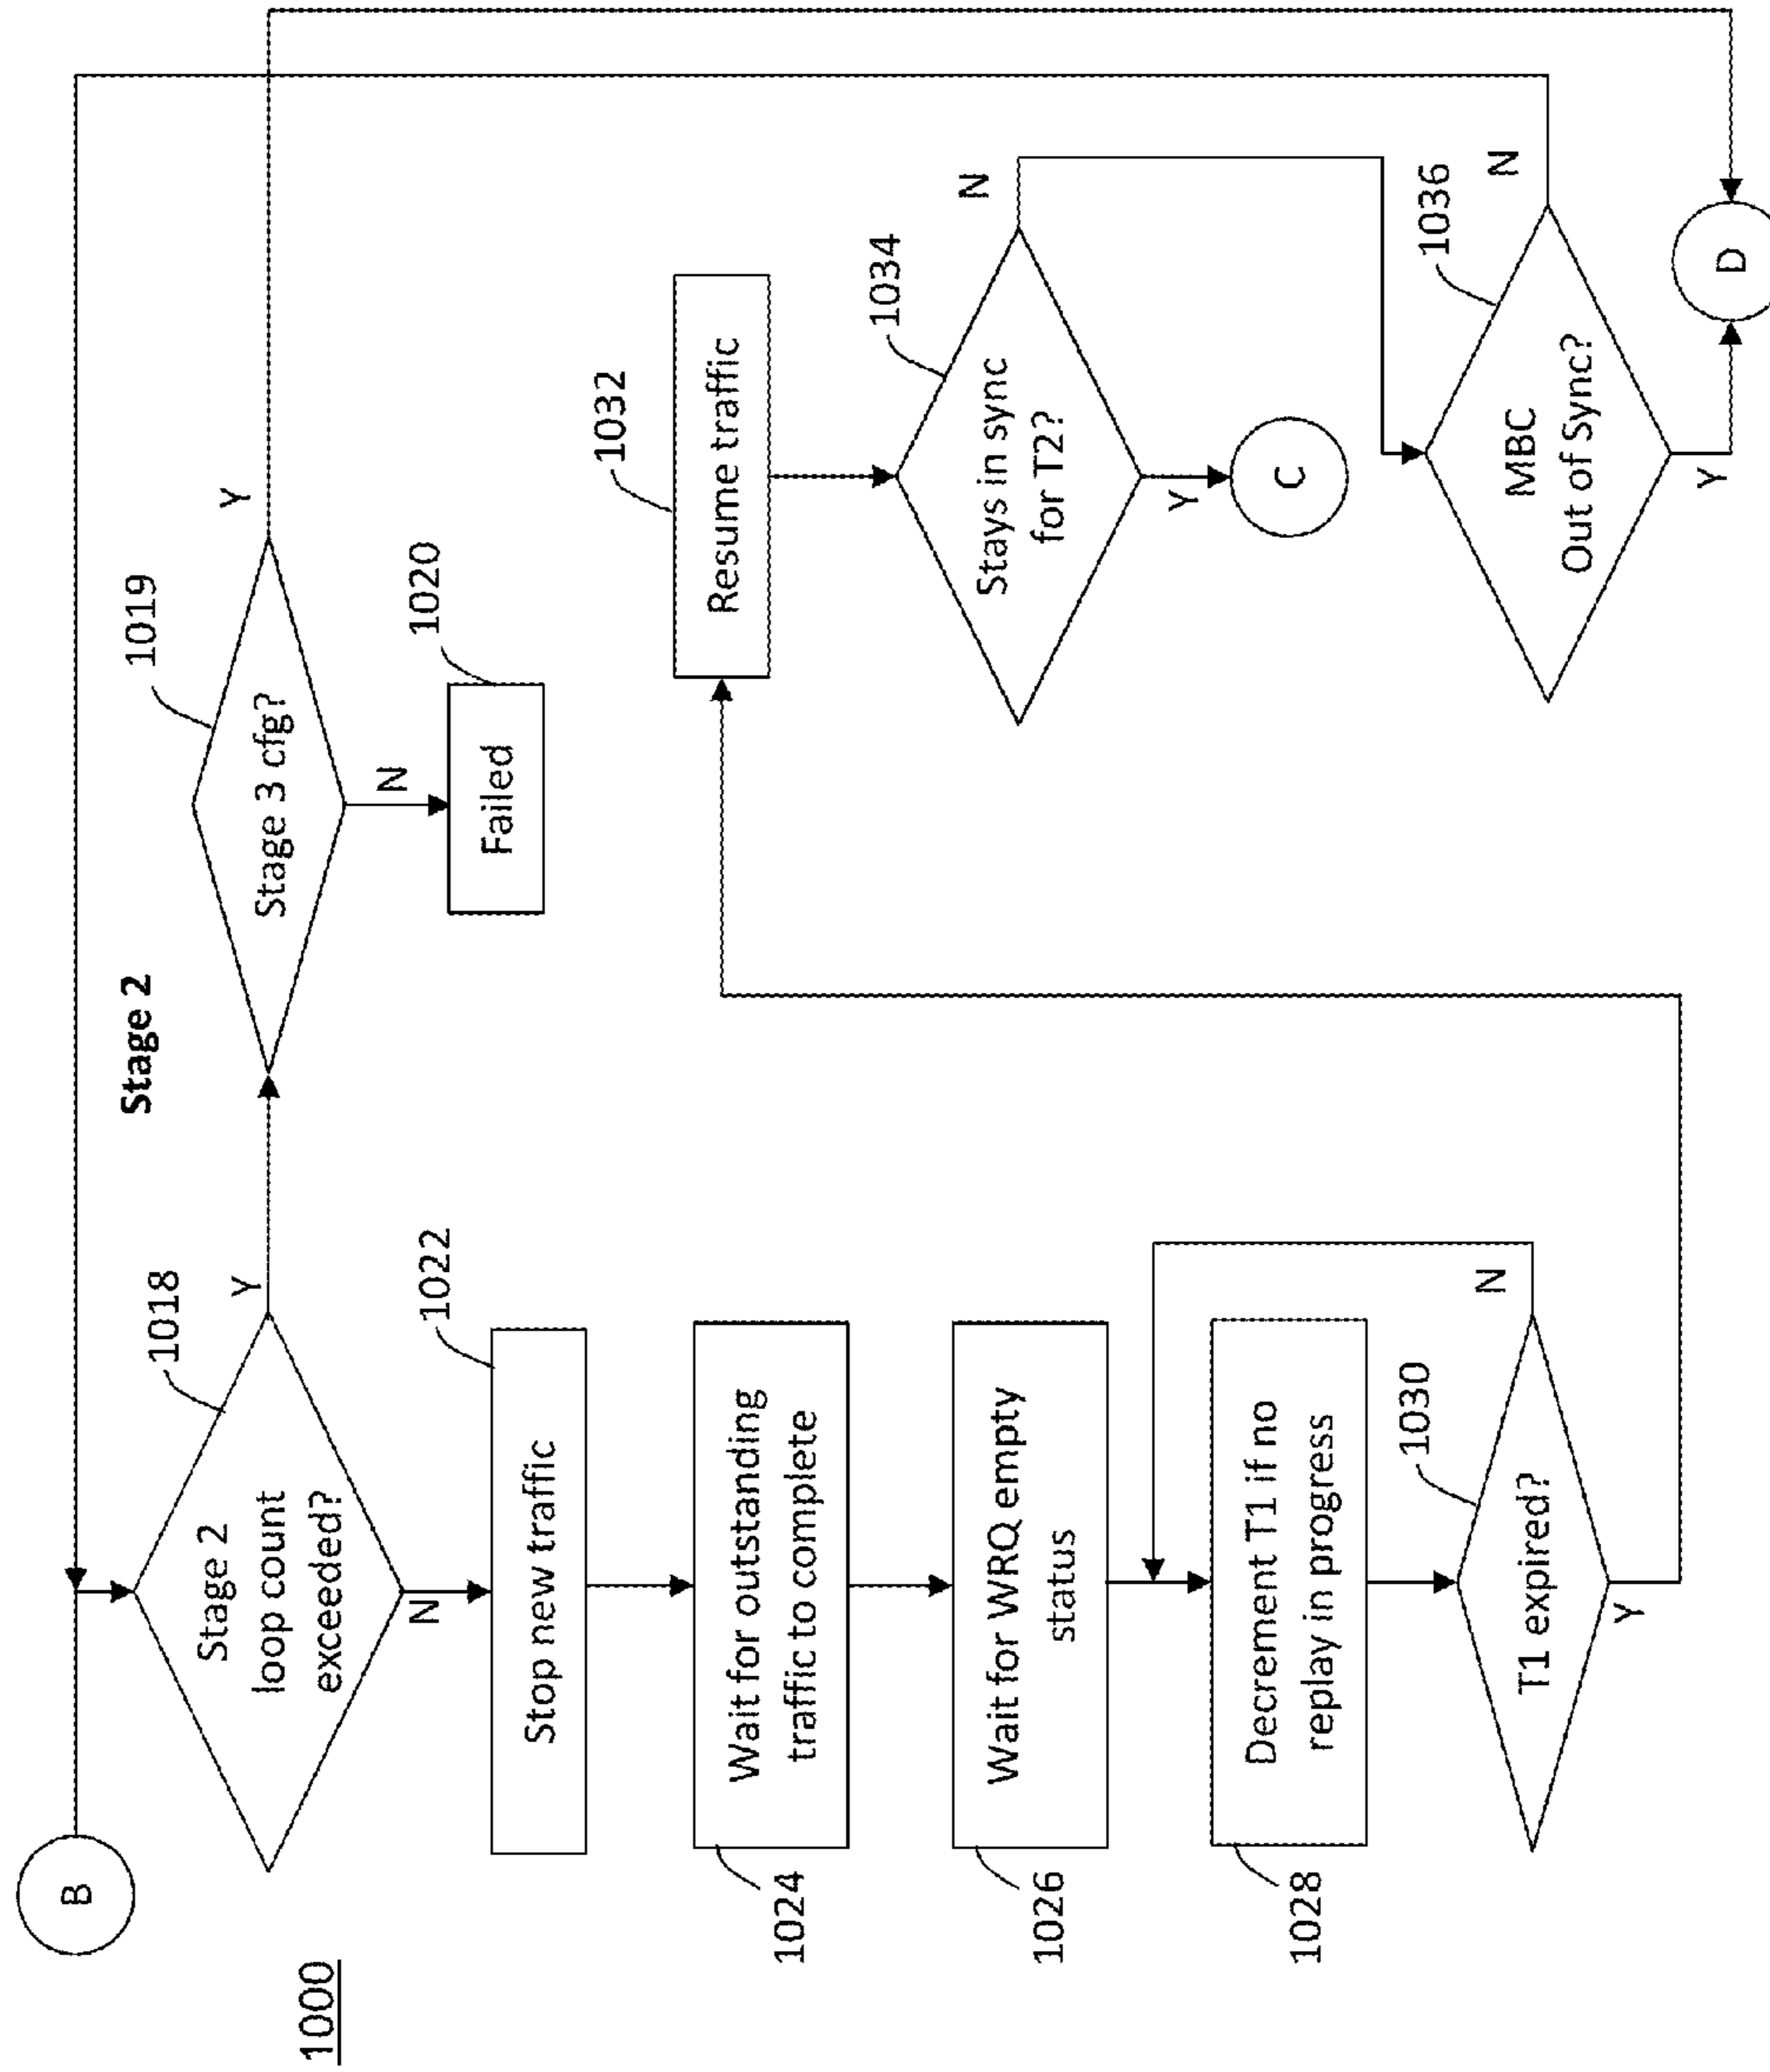 1000
B
Stage 2
1018
Stage 2
loop count
exceeded?
Y
N
1019
Stage 3 cfg?
Y
N
1020
Failed
1022
Stop new traffic
1024
Wait for outstanding
traffic to complete
1026
Wait for WRQ empty
status
1028
Decrement T1 if no
replay in progress
1030
T1 expired?
N
Y
1032
Resume traffic
1034
Stays in sync
for T2?
N
Y
C
1036
MBC
Out of Sync?
N
Y
D